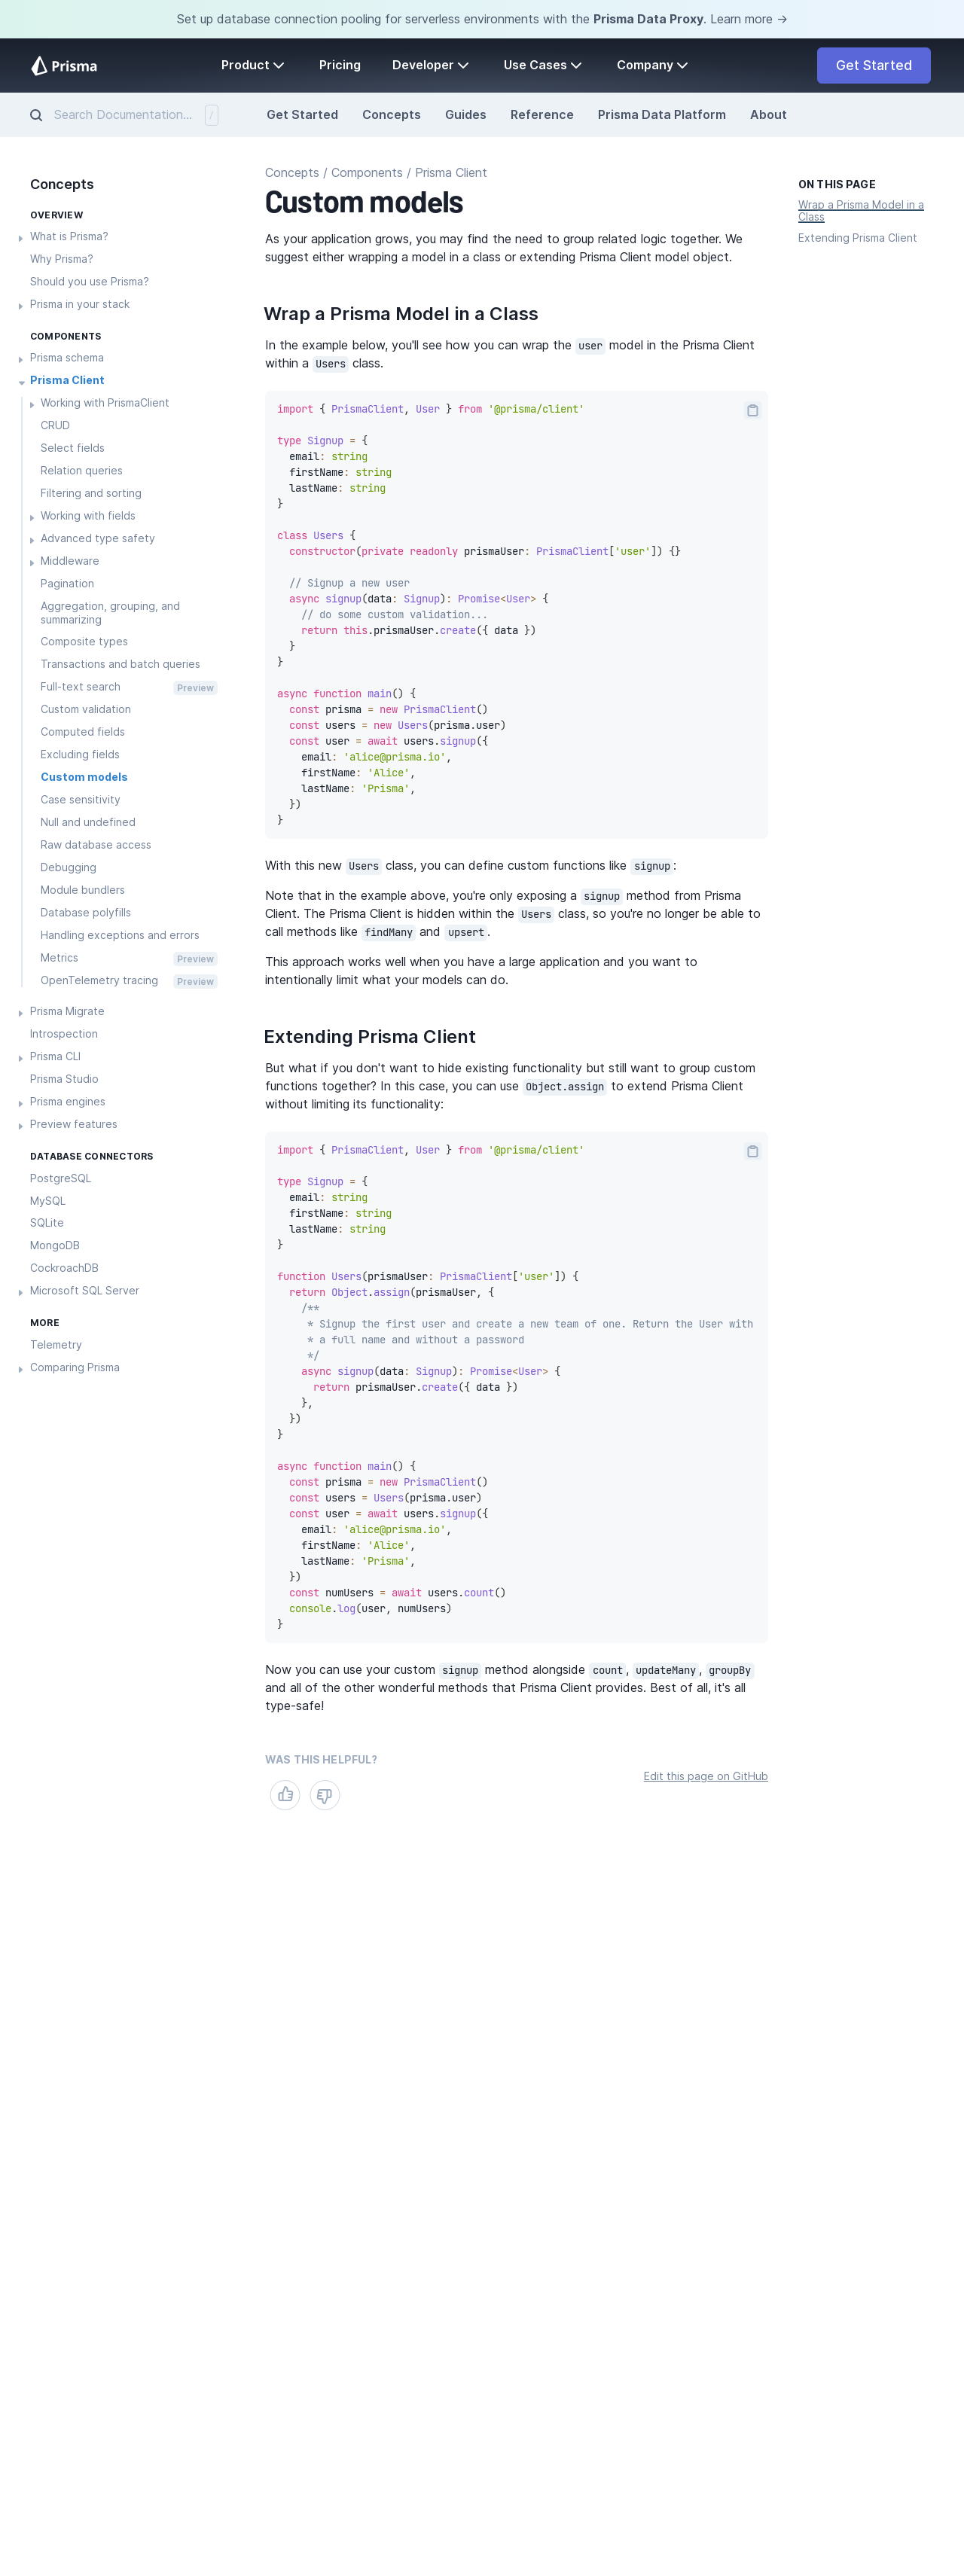 Set up database connection pooling for serverless environments with the Prisma Data Proxy. Learn more →
Prisma
Product
Pricing
Developer
Use Cases
Company
Get Started
Search Documentation...
/
Get Started
Concepts
Guides
Reference
Prisma Data Platform
About
Concepts
OVERVIEW
What is Prisma?
Why Prisma?
Should you use Prisma?
Prisma in your stack
COMPONENTS
Prisma schema
Prisma Client
Working with PrismaClient
CRUD
Select fields
Relation queries
Filtering and sorting
Working with fields
Advanced type safety
Middleware
Pagination
Aggregation, grouping, and
summarizing
Composite types
Transactions and batch queries
Full-text search Preview
Custom validation
Computed fields
Excluding fields
Custom models
Case sensitivity
Null and undefined
Raw database access
Debugging
Module bundlers
Database polyfills
Handling exceptions and errors
Metrics Preview
OpenTelemetry tracing Preview
Prisma Migrate
Introspection
Prisma CLI
Prisma Studio
Prisma engines
Preview features
DATABASE CONNECTORS
PostgreSQL
MySQL
SQLite
MongoDB
CockroachDB
Microsoft SQL Server
MORE
Telemetry
Comparing Prisma
Concepts / Components / Prisma Client
Custom models
As your application grows, you may find the need to group related logic together. We
suggest either wrapping a model in a class or extending Prisma Client model object.
Wrap a Prisma Model in a Class
In the example below, you'll see how you can wrap the user model in the Prisma Client
within a Users class.
import { PrismaClient, User } from '@prisma/client'
type Signup = {
  email: string
  firstName: string
  lastName: string
}
class Users {
  constructor(private readonly prismaUser: PrismaClient['user']) {}
  // Signup a new user
  async signup(data: Signup): Promise<User> {
    // do some custom validation...
    return this.prismaUser.create({ data })
  }
}
async function main() {
  const prisma = new PrismaClient()
  const users = new Users(prisma.user)
  const user = await users.signup({
    email: 'alice@prisma.io',
    firstName: 'Alice',
    lastName: 'Prisma',
  })
}
With this new Users class, you can define custom functions like signup:
Note that in the example above, you're only exposing a signup method from Prisma
Client. The Prisma Client is hidden within the Users class, so you're no longer be able to
call methods like findMany and upsert.
This approach works well when you have a large application and you want to
intentionally limit what your models can do.
Extending Prisma Client
But what if you don't want to hide existing functionality but still want to group custom
functions together? In this case, you can use Object.assign to extend Prisma Client
without limiting its functionality:
import { PrismaClient, User } from '@prisma/client'
type Signup = {
  email: string
  firstName: string
  lastName: string
}
function Users(prismaUser: PrismaClient['user']) {
  return Object.assign(prismaUser, {
    /**
     * Signup the first user and create a new team of one. Return the User with
     * a full name and without a password
     */
    async signup(data: Signup): Promise<User> {
      return prismaUser.create({ data })
    },
  })
}
async function main() {
  const prisma = new PrismaClient()
  const users = Users(prisma.user)
  const user = await users.signup({
    email: 'alice@prisma.io',
    firstName: 'Alice',
    lastName: 'Prisma',
  })
  const numUsers = await users.count()
  console.log(user, numUsers)
}
Now you can use your custom signup method alongside count, updateMany, groupBy
and all of the other wonderful methods that Prisma Client provides. Best of all, it's all
type-safe!
WAS THIS HELPFUL?
Edit this page on GitHub
ON THIS PAGE
Wrap a Prisma Model in a
Class
Extending Prisma Client